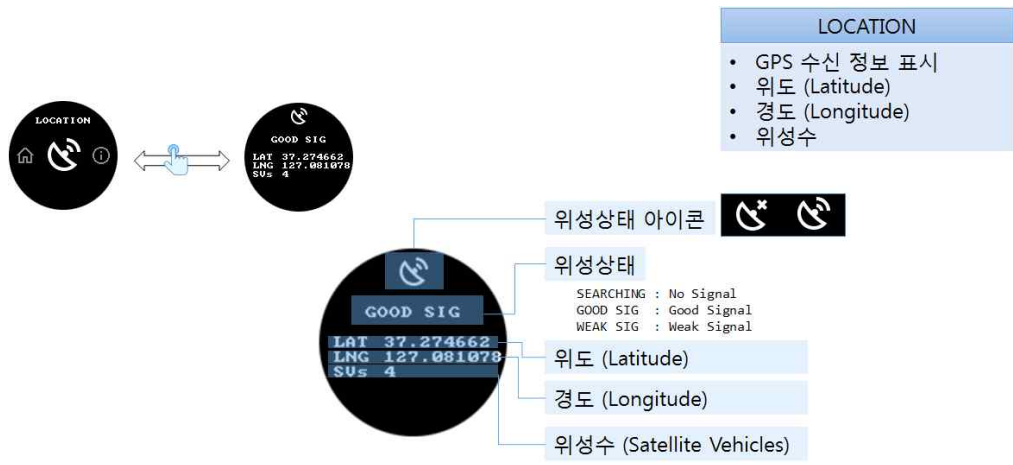 LOCATION
• GPS 수신 정보 표시
• 위도 (Latitude)
• 경도 (Longitude)
• 위성수
LOCATION
GOOD SIG
LAT 37.274662
LNG 127.081078
SVs 4
위성상태 아이콘
위성상태
SEARCHING : No Signal
GOOD SIG : Good Signal
WEAK SIG : Weak Signal
GOOD SIG
LAT 37.274662
LNG 127.081078
SVs 4
위도 (Latitude)
경도 (Longitude)
위성수 (Satellite Vehicles)